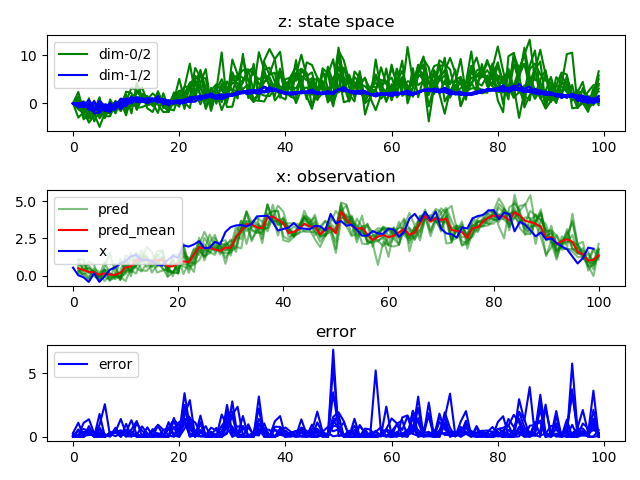 z: state space
10
0
dim-0/2
dim-1/2
0 20 40 60 80 100
x: observation
5.0
2.5
0.0
pred
pred_mean
x
0 20 40 60 80 100
error
5
0
error
0 20 40 60 80 100